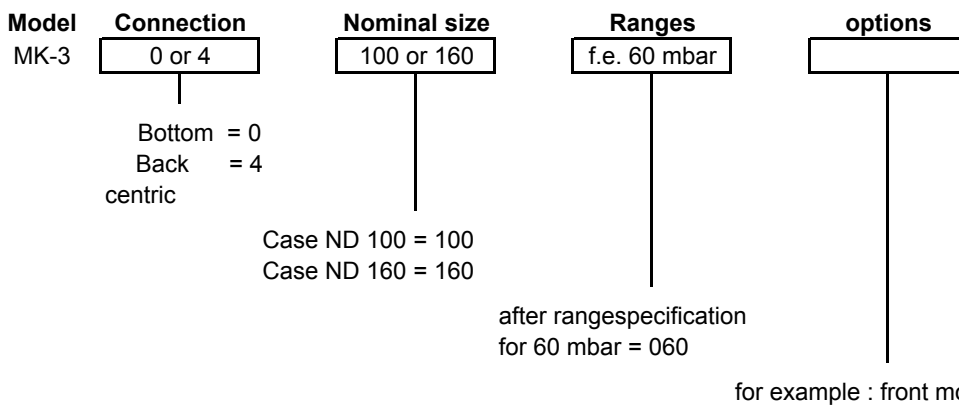 Model Connection Nominal size Ranges options
MK-3 0 or 4 100 or 160 f.e. 60 mbar
Bottom = 0
Back = 4
centric
Case ND 100 = 100
Case ND 160 = 160
after rangespecification
for 60 mbar = 060
for example : front